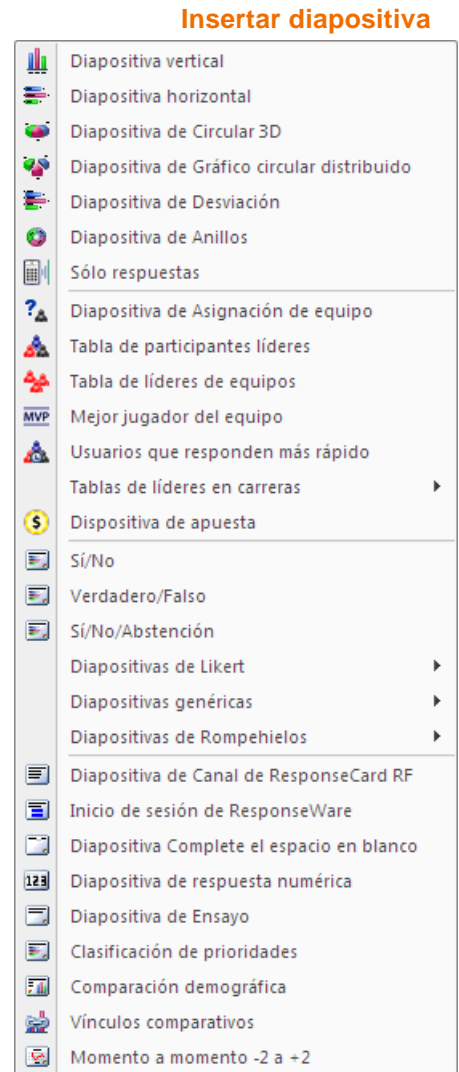 Insertar diapositiva
Diapositiva vertical
Diapositiva horizontal
Diapositiva de Circular 3D
Diapositiva de Gráfico circular distribuido
Diapositiva de Desviación
Diapositiva de Anillos
Sólo respuestas
? Diapositiva de Asignación de equipo
Tabla de participantes líderes
Tabla de líderes de equipos
MVP Mejor jugador del equipo
Usuarios que responden más rápido
Tablas de líderes en carreras
$ Dispositiva de apuesta
Sí/No
Verdadero/Falso
Sí/No/Abstención
Diapositivas de Likert
Diapositivas genéricas
Diapositivas de Rompehielos
Diapositiva de Canal de ResponseCard RF
Inicio de sesión de ResponseWare
Diapositiva Complete el espacio en blanco
123 Diapositiva de respuesta numérica
Diapositiva de Ensayo
Clasificación de prioridades
Comparación demográfica
Vínculos comparativos
Momento a momento -2 a +2